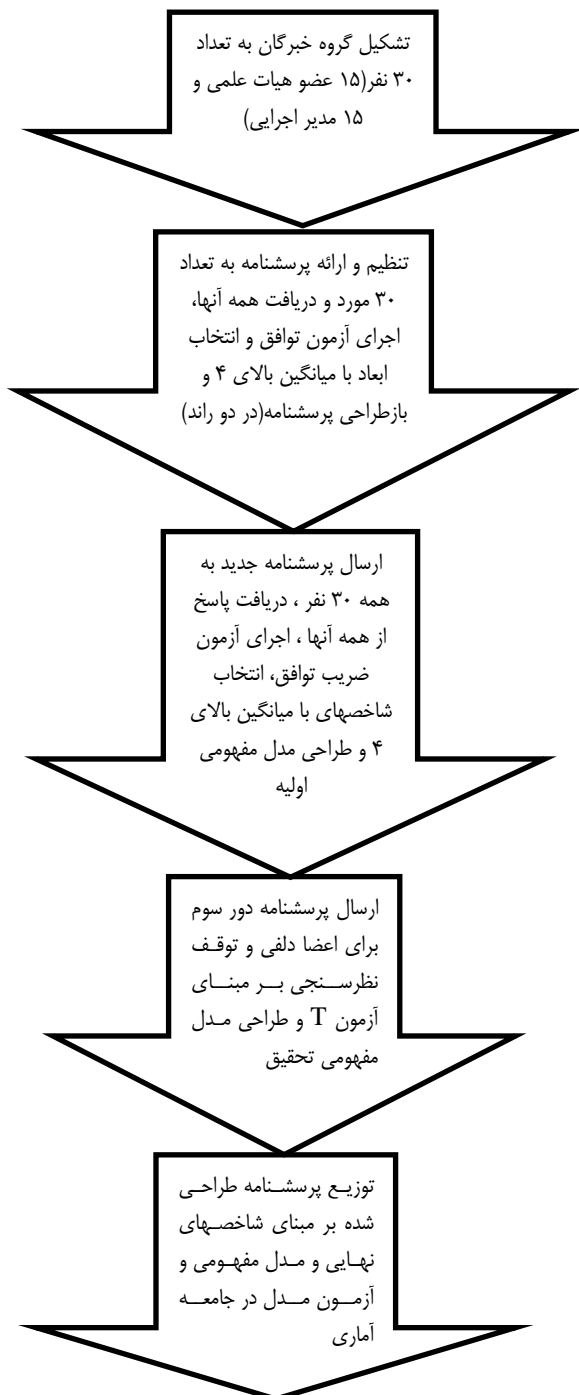 تشکیل گروه خبرگان به تعداد
۳۰ نفر(۱۵ عضو هیات علمی و
۱۵ مدیر اجرایی)
تنظیم و ارائه پرسشنامه به تعداد
۳۰ مورد و دریافت همه آنها،
اجرای آزمون توافق و انتخاب
ابعاد با میانگین بالای ۴ و
بازطراحی پرسشنامه(در دو راند)
ارسال پرسشنامه جدید به
همه ۳۰ نفر ، دریافت پاسخ
از همه آنها ، اجرای آزمون
ضریب توافق، انتخاب
شاخصهای با میانگین بالای
۴ و طراحی مدل مفهومی
اولیه
ارسال پرسشنامه دور سوم
برای اعضا دلفی و توقف
نظرسنجی بر مبنای
آزمون T و طراحی مدل
مفهومی تحقیق
توزیع پرسشنامه طراحی
شده بر مبنای شاخصهای
نهایی و مدل مفهومی و
آزمون مدل در جامعه
آماری